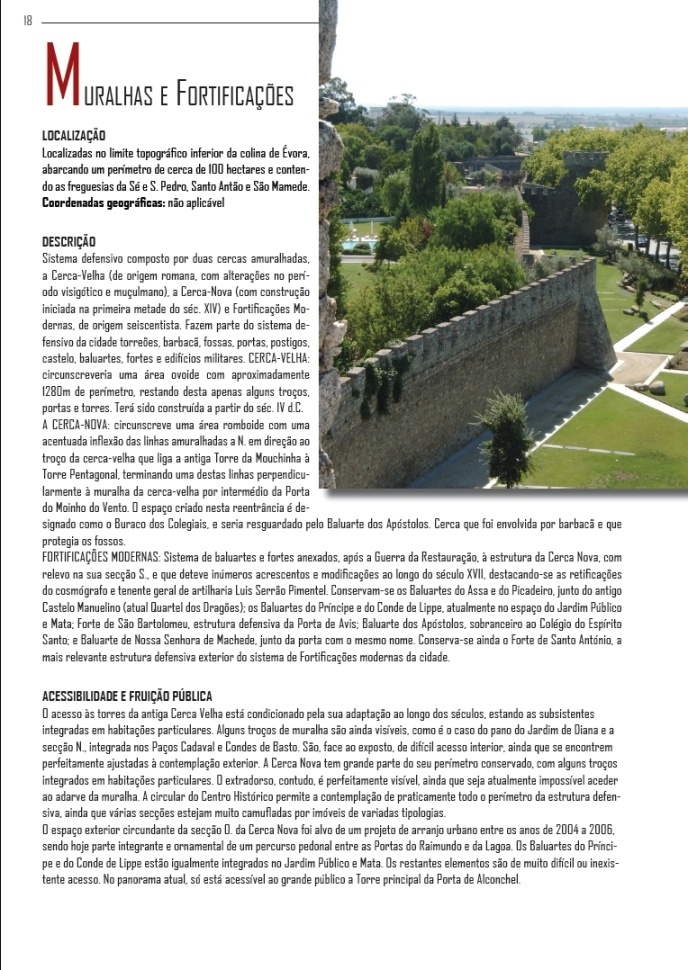 18
Muralhas e Fortificações
LOCALIZAÇÃO
Localizadas no limite topográfico inferior da colina de Évora,
abarcando um perímetro de cerca de 100 hectares e conten-
do as freguesias da Sé e S. Pedro, Santo Antão e São Mamede.
Coordenadas geográficas: não aplicável
DESCRIÇÃO
Sistema defensivo composto por duas cercas amuralhadas,
a Cerca-Velha (de origem romana, com alterações no perí-
odo visigótico e muçulmano), a Cerca-Nova (com construção
iniciada na primeira metade do séc. XIV) e Fortificações Mo-
dernas, de origem seiscentista. Fazem parte do sistema de-
fensivo da cidade torreões, barbacã, fossas, portas, postigos,
castelo, baluartes, fortes e edifícios militares. CERCA-VELHA:
circunscreveria uma área ovoide com aproximadamente
1280m de perímetro, restando desta apenas alguns troços,
portas e torres. Terá sido construída a partir do séc. IV d.C.
A CERCA-NOVA: circunscreve uma área romboide com uma
acentuada inflexão das linhas amuralhadas a N. em direção ao
troço da cerca-velha que liga a antiga Torre da Mouchinha à
Torre Pentagonal, terminando uma destas linhas perpendicu-
larmente à muralha da cerca-velha por intermédio da Porta
do Moinho do Vento. O espaço criado nesta reentrância é de-
signado como o Buraco dos Colegiais, e seria resguardado pelo Baluarte dos Apóstolos. Cerca que foi envolvida por barbacã e que
protegia os fossos.
FORTIFICAÇÕES MODERNAS: Sistema de baluartes e fortes anexados, após a Guerra da Restauração, à estrutura da Cerca Nova, com
relevo na sua secção S., e que deteve inúmeros acrescentos e modificações ao longo do século XVII, destacando-se as retificações
do cosmógrafo e tenente geral de artilharia Luis Serrão Pimentel. Conservam-se os Baluartes do Assa e do Picadeiro, junto do antigo
Castelo Manuelino (atual Quartel dos Dragões); os Baluartes do Príncipe e do Conde de Lippe, atualmente no espaço do Jardim Público
e Mata; Forte de São Bartolomeu, estrutura defensiva da Porta de Avis; Baluarte dos Apóstolos, sobranceiro ao Colégio do Espírito
Santo; e Baluarte de Nossa Senhora de Machede, junto da porta com o mesmo nome. Conserva-se ainda o Forte de Santo António, a
mais relevante estrutura defensiva exterior do sistema de Fortificações modernas da cidade.
ACESSIBILIDADE E FRUIÇÃO PÚBLICA
O acesso às torres da antiga Cerca Velha está condicionado pela sua adaptação ao longo dos séculos, estando as subsistentes
integradas em habitações particulares. Alguns troços de muralha são ainda visíveis, como é o caso do pano do Jardim de Diana e a
secção N., integrada nos Paços Cadaval e Condes de Basto. São, face ao exposto, de difícil acesso interior, ainda que se encontrem
perfeitamente ajustadas à contemplação exterior. A Cerca Nova tem grande parte do seu perímetro conservado, com alguns troços
integrados em habitações particulares. O extradorso, contudo, é perfeitamente visível, ainda que seja atualmente impossível aceder
ao adarve da muralha. A circular do Centro Histórico permite a contemplação de praticamente todo o perímetro da estrutura defen-
siva, ainda que várias secções estejam muito camufladas por imóveis de variadas tipologias.
O espaço exterior circundante da secção O. da Cerca Nova foi alvo de um projeto de arranjo urbano entre os anos de 2004 a 2006,
sendo hoje parte integrante e ornamental de um percurso pedonal entre as Portas do Raimundo e da Lagoa. Os Baluartes do Prínci-
pe e do Conde de Lippe estão igualmente integrados no Jardim Público e Mata. Os restantes elementos são de muito difícil ou inexis-
tente acesso. No panorama atual, só está acessível ao grande público a Torre principal da Porta de Alconchel.